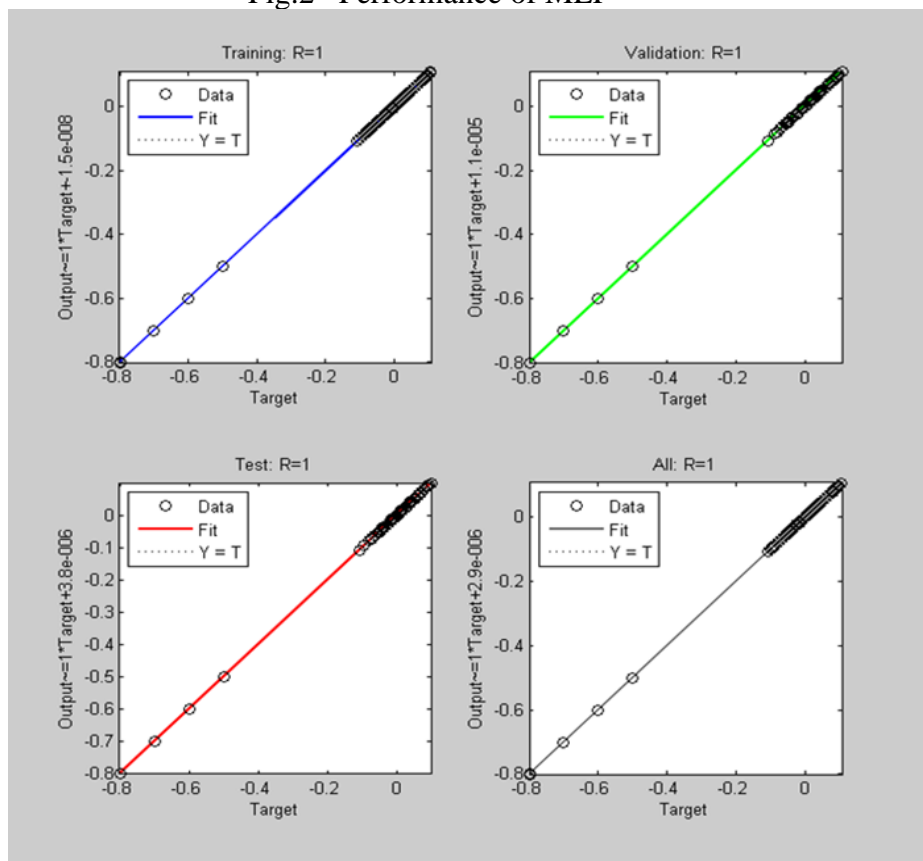 Fig.2 Performance of MLP
Training: R=1
Output~=1*Target+-1.5e-008
Data
Fit
Y = T
0
-0.2
-0.4
-0.6
-0.8
-0.8 -0.6 -0.4 -0.2 0
Target
Validation: R=1
Output~=1*Target+1.1e-005
Data
Fit
Y = T
0
-0.2
-0.4
-0.6
-0.8
-0.8 -0.6 -0.4 -0.2 0
Target
Test: R=1
Output~=1*Target+3.8e-006
Data
Fit
Y = T
0
-0.1
-0.2
-0.3
-0.4
-0.5
-0.6
-0.7
-0.8
-0.8 -0.6 -0.4 -0.2 0
Target
All: R=1
Output~=1*Target+2.9e-006
Data
Fit
Y = T
0
-0.2
-0.4
-0.6
-0.8
-0.8 -0.6 -0.4 -0.2 0
Target